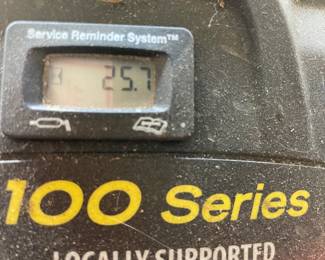 Service Reminder System™
25.7
100 Series
LOCALLY SUPPORTED